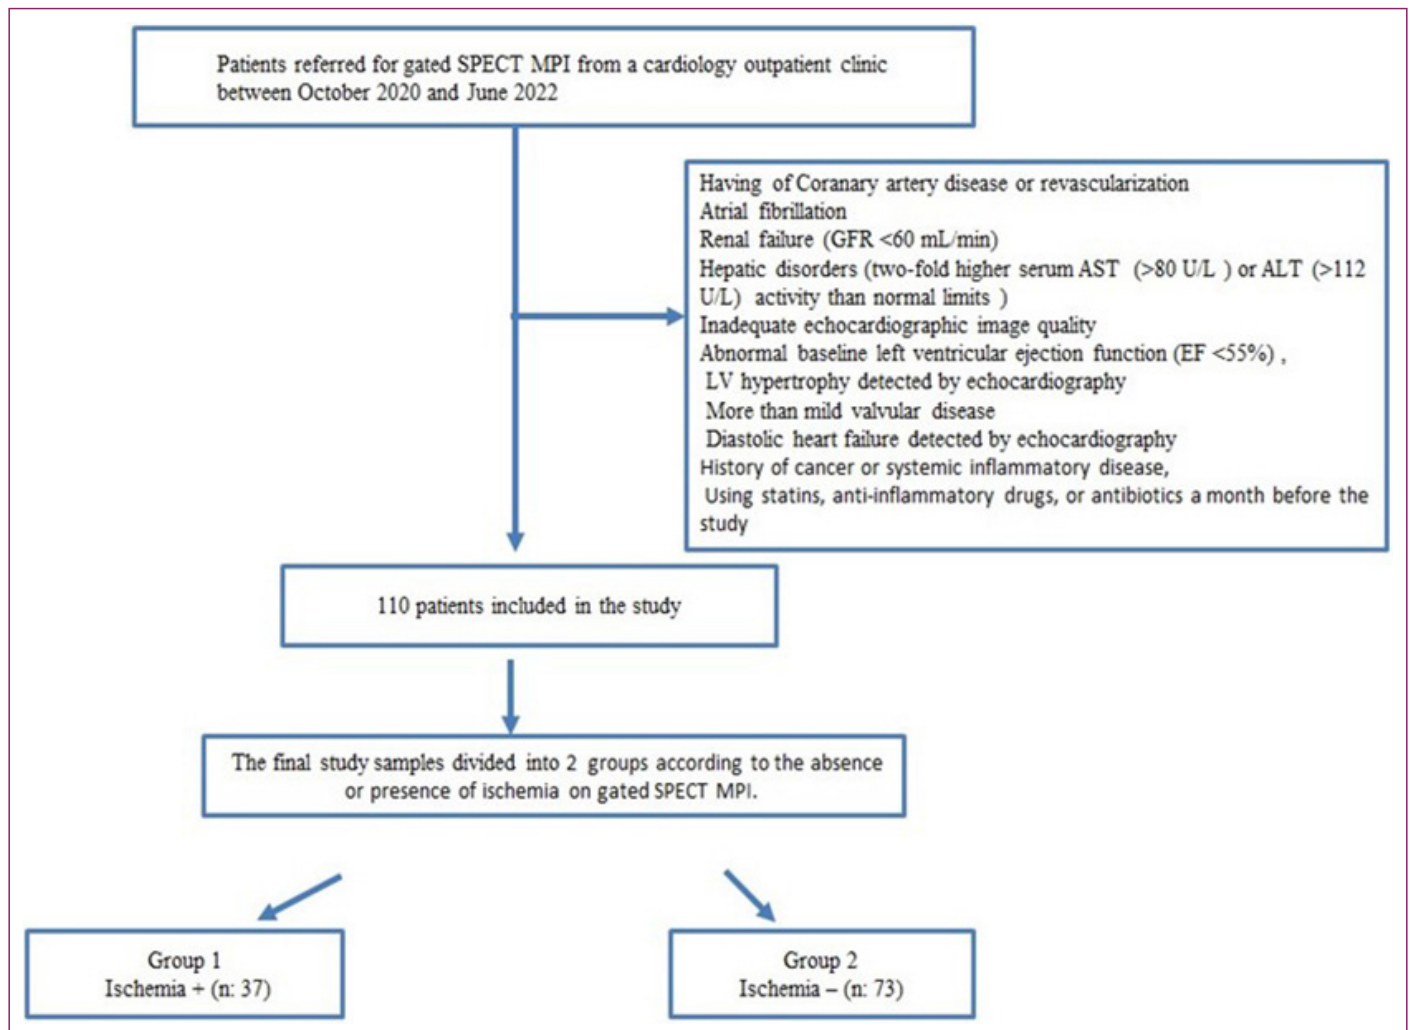 Patients referred for gated SPECT MPI from a cardiology outpatient clinic
between October 2020 and June 2022
Having of Coranary artery disease or revascularization
Atrial fibrillation
Renal failure (GFR <60 mL/min)
Hepatic disorders (two-fold higher serum AST (>80 U/L ) or ALT (>112
U/L) activity than normal limits )
Inadequate echocardiographic image quality
Abnormal baseline left ventricular ejection function (EF <55%) ,
LV hypertrophy detected by echocardiography
More than mild valvular disease
Diastolic heart failure detected by echocardiography
History of cancer or systemic inflammatory disease,
Using statins, anti-inflammatory drugs, or antibiotics a month before the
study
110 patients included in the study
The final study samples divided into 2 groups according to the absence
or presence of ischemia on gated SPECT MPI.
Group 1
Ischemia + (n: 37)
Group 2
Ischemia – (n: 73)